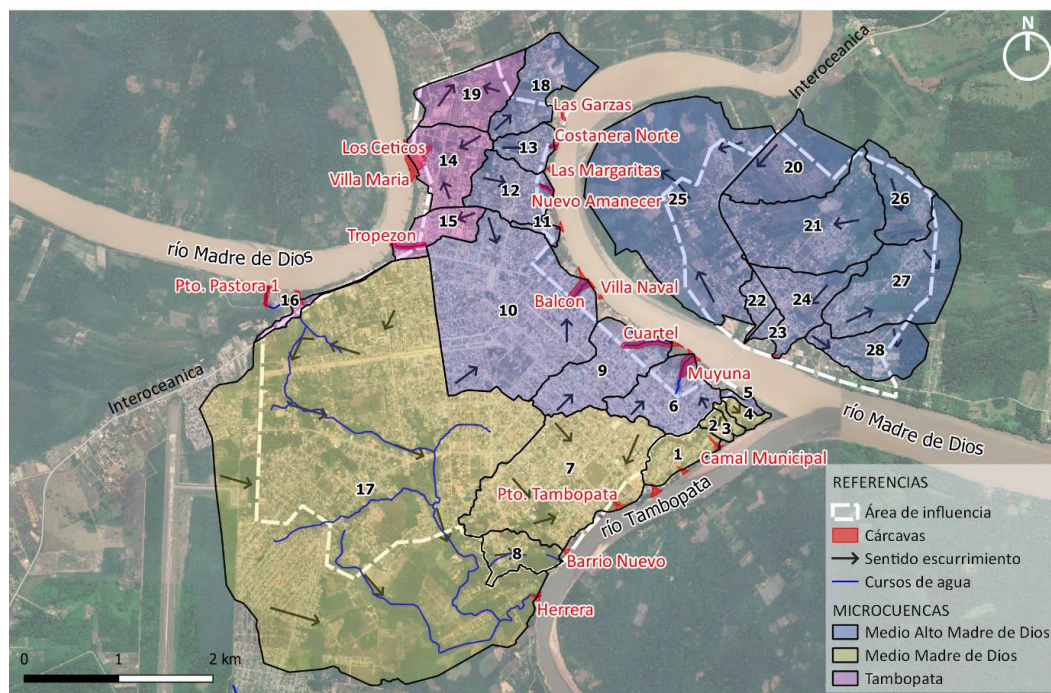 N
Interoceanica
18
19
Las Garzas
Los Ceticos
Costanera Norte
13
14
20
Villa Maria
Las Margaritas
12
25
26
Nuevo Amanecer
15
11
21
Tropezon
río Madre de Dios
27
Pto. Pastora 1
16
Villa Naval
Balcón
10
22
24
Cuartel
23
28
9
Muyuna
Interoceanica
6
5
4
2
3
río Madre de Dios
1
7
Camal Municipal
17
Pto. Tambopata
río Tambopata
8
Barrio Nuevo
Herrera
REFERENCIAS
Área de influencia
Cárcavas
Sentido escurrimiento
Cursos de agua
MICROCUENCAS
Medio Alto Madre de Dios
Medio Madre de Dios
Tambopata
0 1 2 km